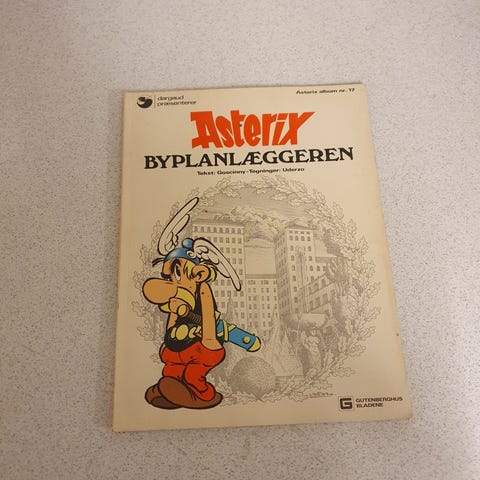 dargaud
præsenterer
Asterix album nr. 17
Asterix
BYPLANLÆGGEREN
Tekst: Goscinny-Tegninger: Uderzo
G GUTENBERGHUS
BLADENE